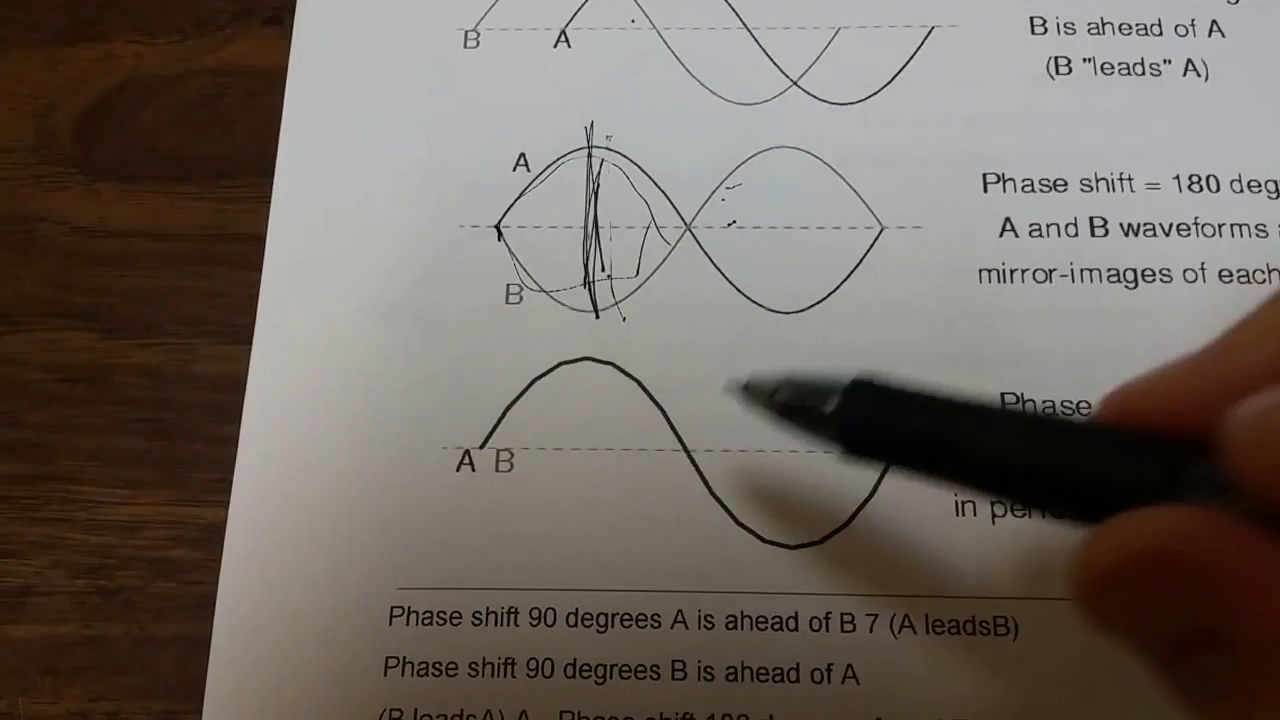 B A
B is ahead of A
(B "leads" A)
A
B
Phase shift = 180 deg
A and B waveforms
mirror-images of each
A B
Phase
in
Phase shift 90 degrees A is ahead of B 7 (A leadsB)
Phase shift 90 degrees B is ahead of A
(B leadsA) A